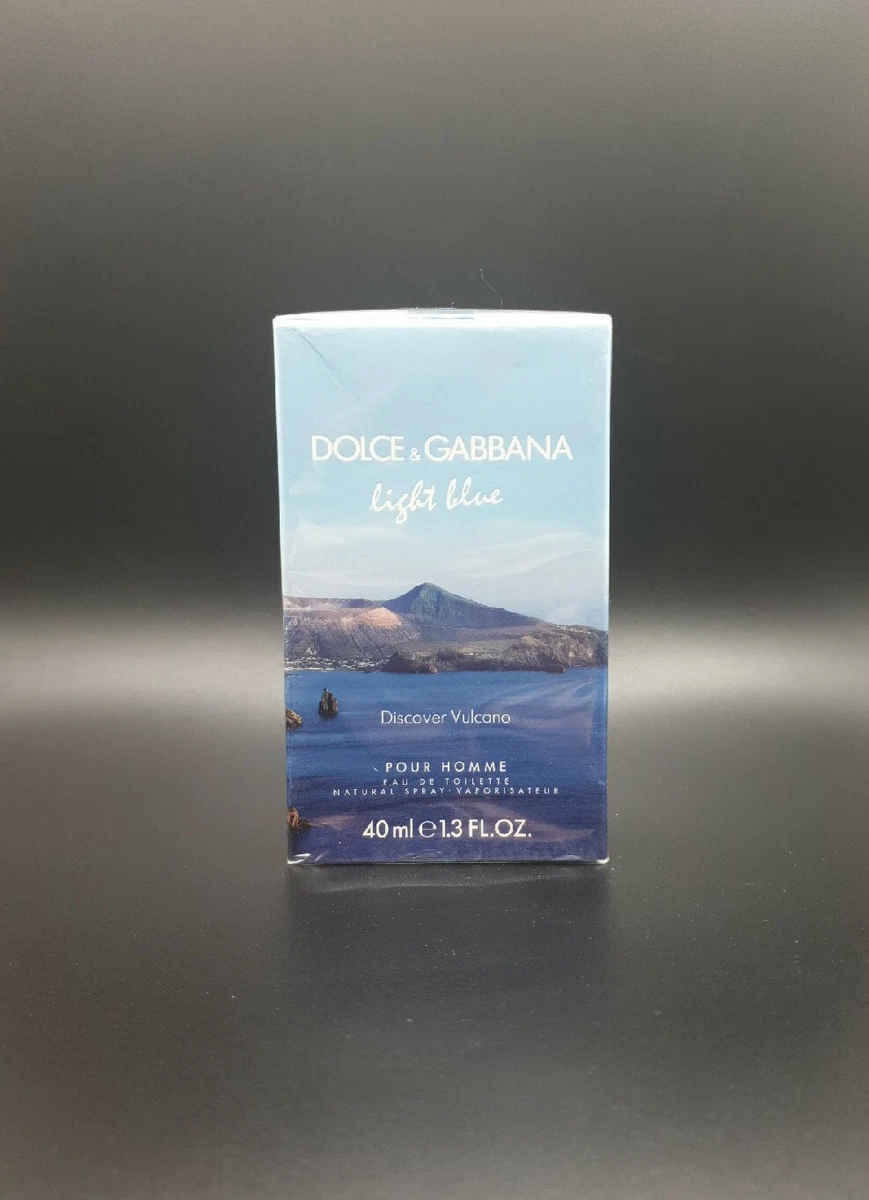 DOLCE & GABBANA
light blue
Discover Vulcano
POUR HOMME
EAU DE TOILETTE
NATURAL SPRAY·VAPORISATEUR
40 ml ℮ 1.3 FL.OZ.